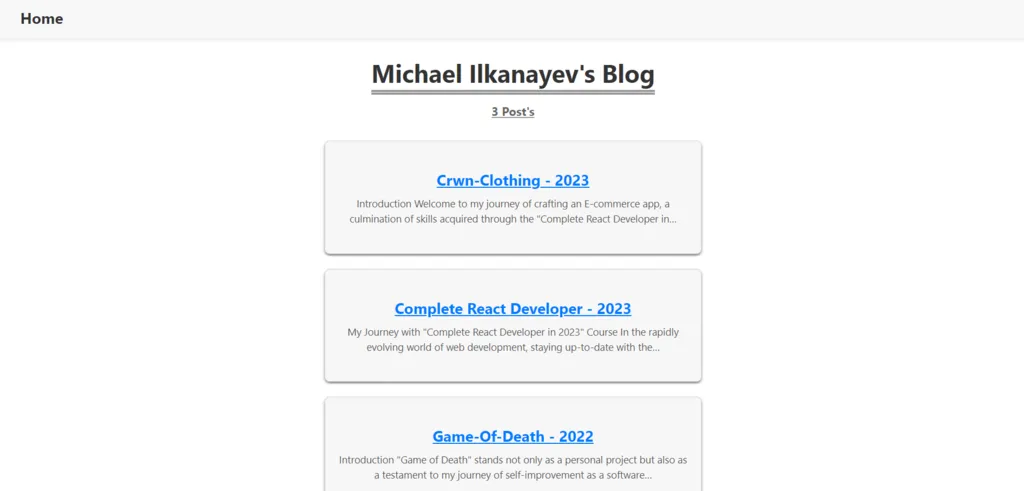 Home
Michael Ilkanayev's Blog
3 Post's
Crwn-Clothing - 2023
Introduction Welcome to my journey of crafting an E-commerce app, a
culmination of skills acquired through the "Complete React Developer in...
Complete React Developer - 2023
My Journey with "Complete React Developer in 2023" Course In the rapidly
evolving world of web development, staying up-to-date with the...
Game-Of-Death - 2022
Introduction "Game of Death" stands not only as a personal project but also as
a testament to my journey of self-improvement as a software...